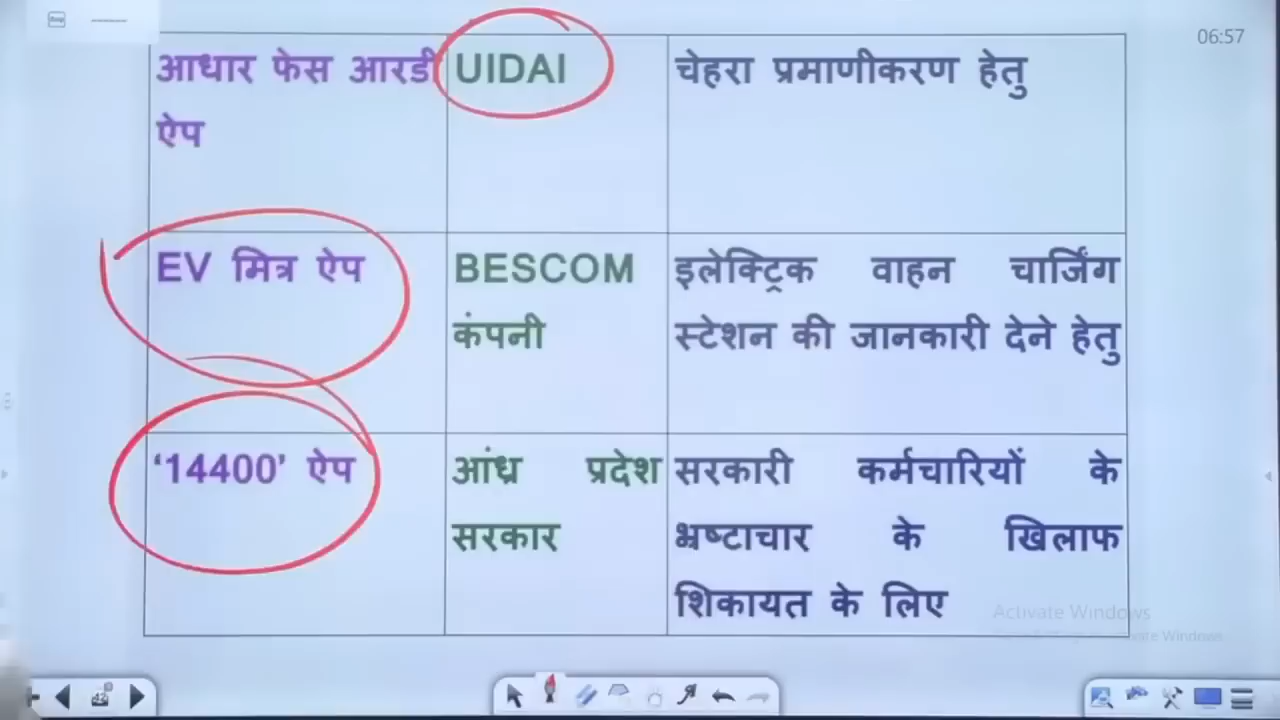 06:57
आधार फेस आरडी UIDAI चेहरा प्रमाणीकरण हेतु
ऐप
EV मित्र ऐप BESCOM इलेक्ट्रिक वाहन चार्जिंग
कंपनी स्टेशन की जानकारी देने हेतु
‘14400’ ऐप आंध्र प्रदेश सरकारी कर्मचारियों के
सरकार भ्रष्टाचार के खिलाफ
शिकायत के लिए
Activate Windows
42